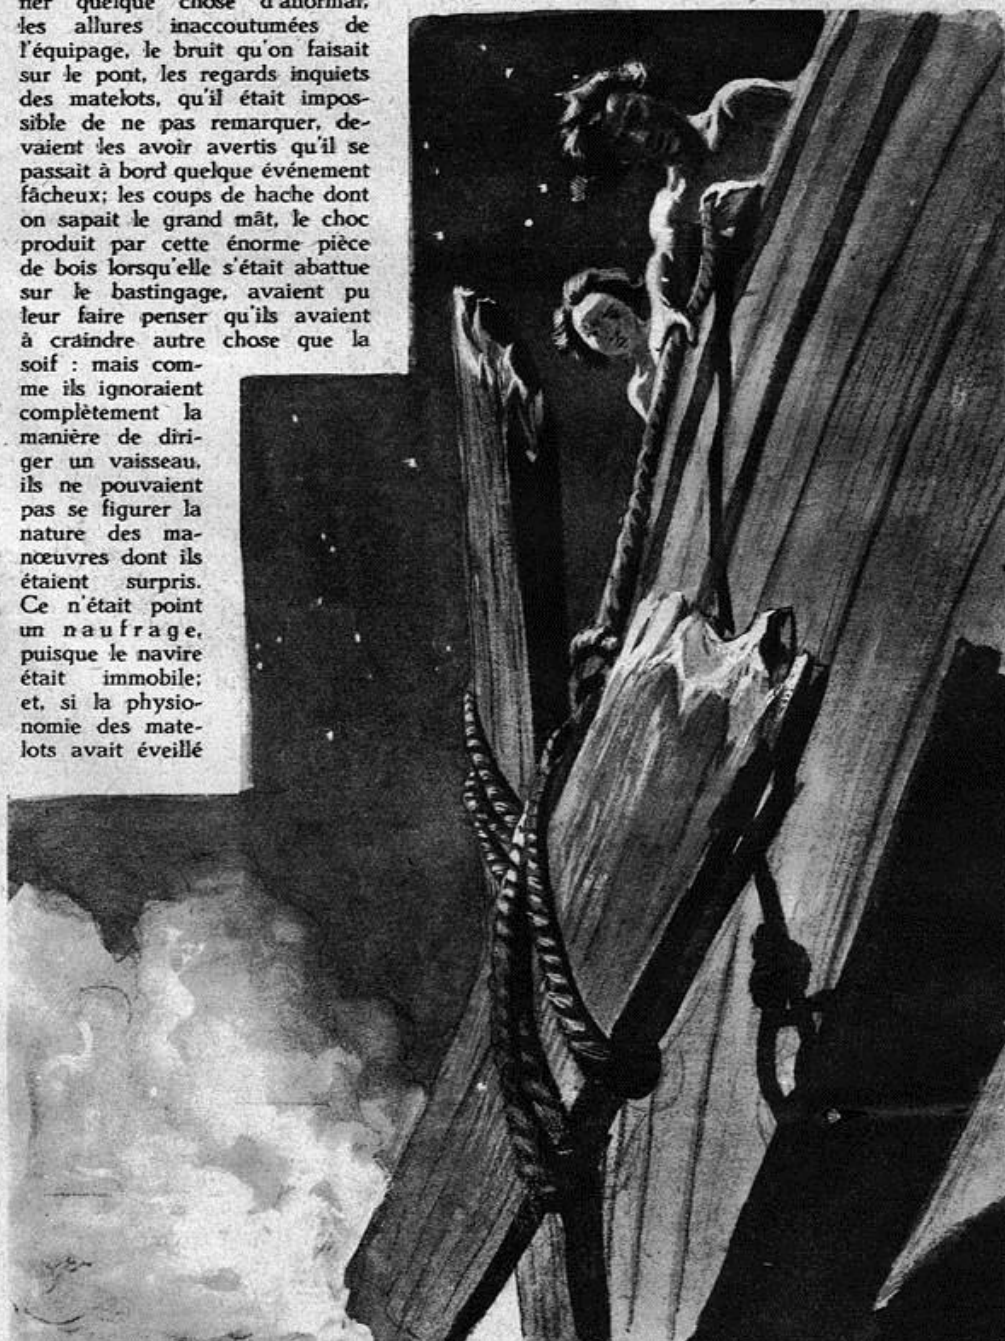 ner quelque chose d'anormal,
les allures inaccoutumées de
l'équipage, le bruit qu'on faisait
sur le pont, les regards inquiets
des matelots, qu'il était impos-
sible de ne pas remarquer, de-
vaient les avoir avertis qu'il se
passait à bord quelque événement
fâcheux; les coups de hache dont
on sapait le grand mât, le choc
produit par cette énorme pièce
de bois lorsqu'elle s'était abattue
sur le bastingage, avaient pu
leur faire penser qu'ils avaient
à craindre autre chose que la
soif : mais com-
me ils ignoraient
complètement la
manière de diri-
ger un vaisseau,
ils ne pouvaient
pas se figurer la
nature des ma-
nœuvres dont ils
étaient surpris.
Ce n'était point
un naufrage,
puisque le navire
était immobile;
et, si la physio-
nomie des mate-
lots avait éveillé